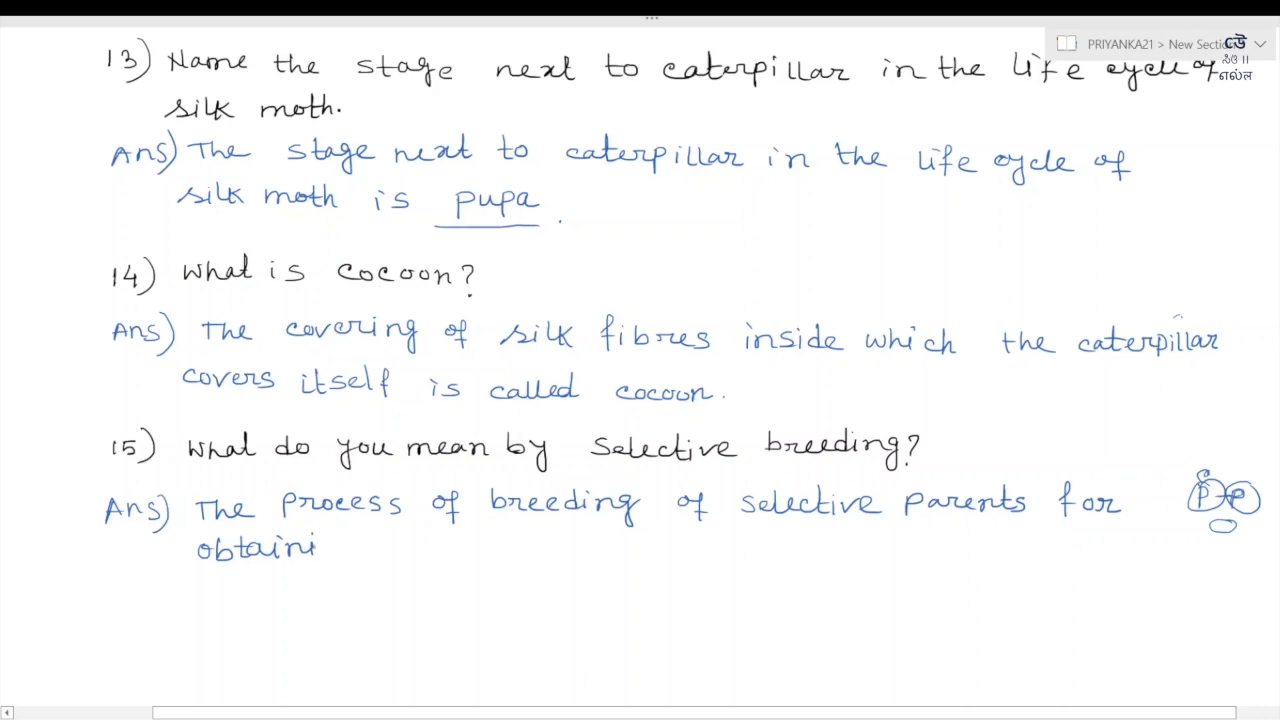 PRIYANKA21 > New Section
13) Name the stage next to caterpillar in the life cycle of
silk moth.
Ans) The stage next to caterpillar in the life cycle of
silk moth is pupa.
14) What is cocoon?
Ans) The covering of silk fibres inside which the caterpillar
covers itself is called cocoon.
15) What do you mean by Selective breeding?
Ans) The process of breeding of selective parents for
obtaini
P P